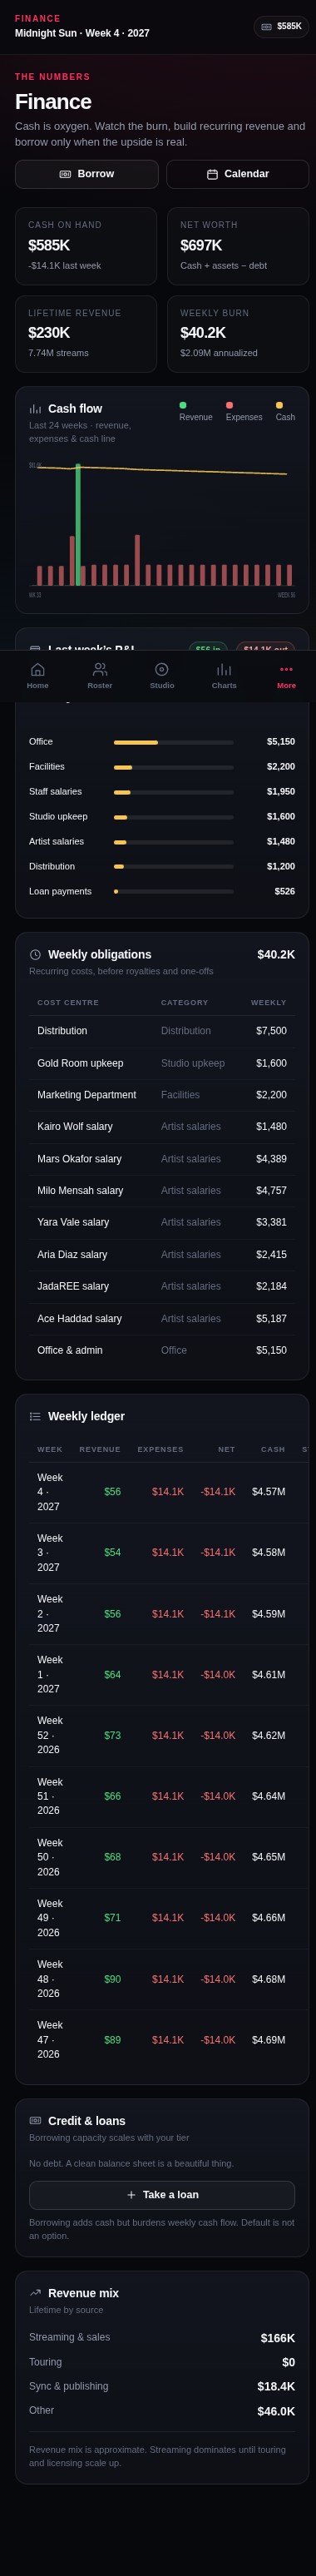 FINANCE
Midnight Sun · Week 4 · 2027
$585K
THE NUMBERS
Finance
Cash is oxygen. Watch the burn, build recurring revenue and
borrow only when the upside is real.
Borrow
Calendar
CASH ON HAND
$585K
-$14.1K last week
NET WORTH
$697K
Cash + assets − debt
LIFETIME REVENUE
$230K
7.74M streams
WEEKLY BURN
$40.2K
$2.09M annualized
Cash flow
Last 24 weeks · revenue,
expenses & cash line
Revenue
Expenses
Cash
Home
Roster
Studio
Charts
More
Office $5,150
Facilities $2,200
Staff salaries $1,950
Studio upkeep $1,600
Artist salaries $1,480
Distribution $1,200
Loan payments $526
Weekly obligations $40.2K
Recurring costs, before royalties and one-offs
COST CENTRE CATEGORY WEEKLY
Distribution Distribution $7,500
Gold Room upkeep Studio upkeep $1,600
Marketing Department Facilities $2,200
Kairo Wolf salary Artist salaries $1,480
Mars Okafor salary Artist salaries $4,389
Milo Mensah salary Artist salaries $4,757
Yara Vale salary Artist salaries $3,381
Aria Diaz salary Artist salaries $2,415
JadaREE salary Artist salaries $2,184
Ace Haddad salary Artist salaries $5,187
Office & admin Office $5,150
Weekly ledger
WEEK REVENUE EXPENSES NET CASH
Week
4 · $56 $14.1K -$14.1K $4.57M
2027
Week
3 · $54 $14.1K -$14.1K $4.58M
2027
Week
2 · $56 $14.1K -$14.1K $4.59M
2027
Week
1 · $64 $14.1K -$14.0K $4.61M
2027
Week
52 · $73 $14.1K -$14.0K $4.62M
2026
Week
51 · $66 $14.1K -$14.0K $4.64M
2026
Week
50 · $68 $14.1K -$14.0K $4.65M
2026
Week
49 · $71 $14.1K -$14.0K $4.66M
2026
Week
48 · $90 $14.1K -$14.0K $4.68M
2026
Week
47 · $89 $14.1K -$14.0K $4.69M
2026
Credit & loans
Borrowing capacity scales with your tier
No debt. A clean balance sheet is a beautiful thing.
Take a loan
Borrowing adds cash but burdens weekly cash flow. Default is not
an option.
Revenue mix
Lifetime by source
Streaming & sales $166K
Touring $0
Sync & publishing $18.4K
Other $46.0K
Revenue mix is approximate. Streaming dominates until touring
and licensing scale up.